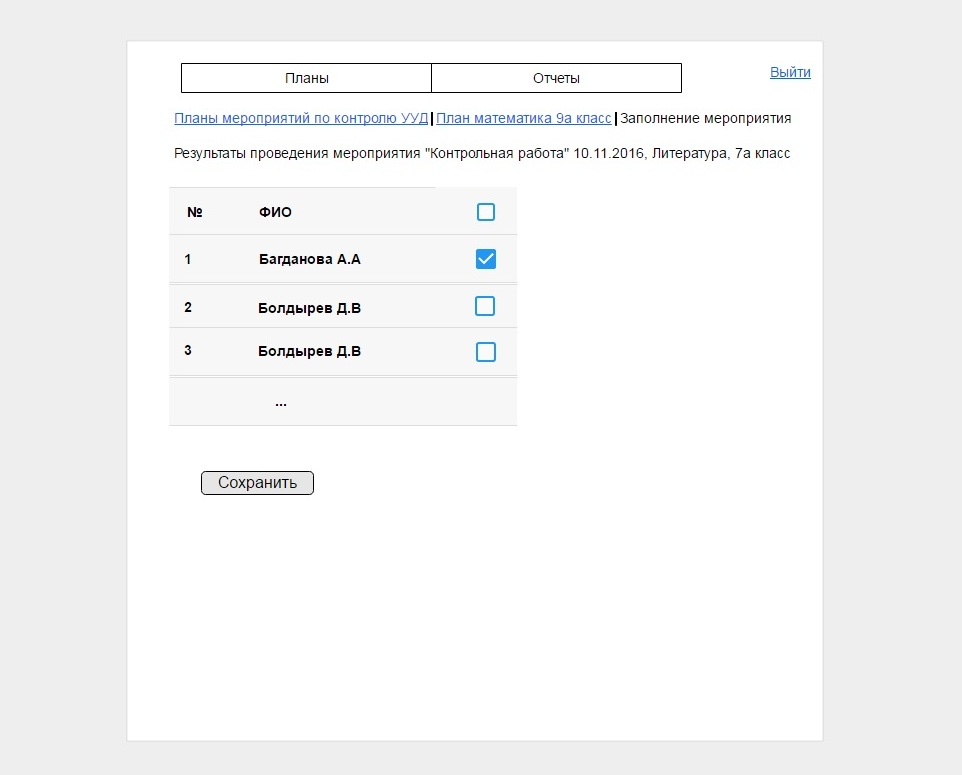 Планы Отчеты Выйти
Планы мероприятий по контролю УУД|План математика 9а класс|Заполнение мероприятия
Результаты проведения мероприятия "Контрольная работа" 10.11.2016, Литература, 7а класс
№ ФИО
1 Багданова А.А
2 Болдырев Д.В
3 Болдырев Д.В
...
Сохранить